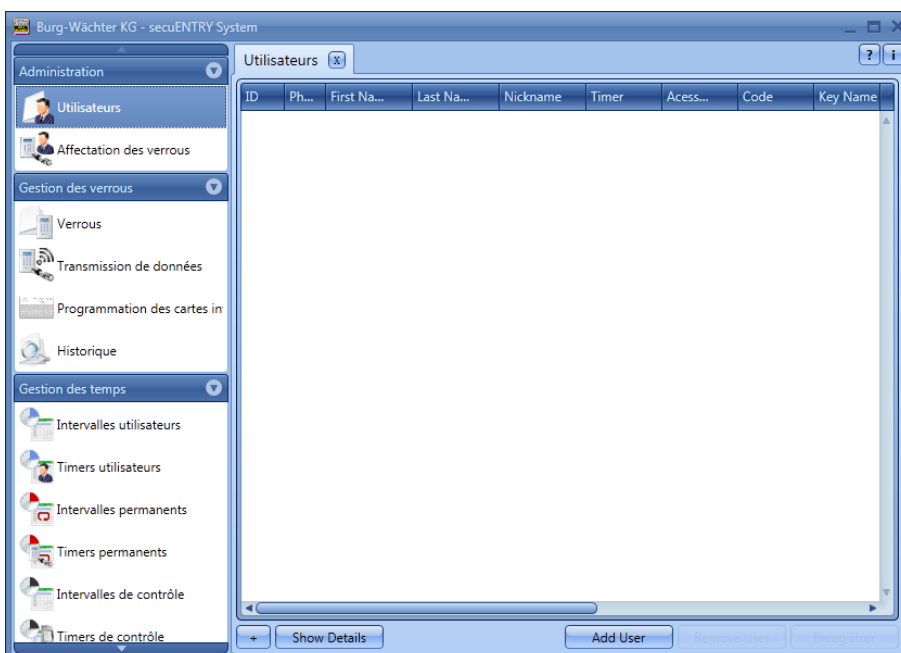 Burg-Wächter KG - secuENTRY System
Administration
Utilisateurs
Affectation des verrous
Gestion des verrous
Verrous
Transmission de données
Programmation des cartes in
Historique
Gestion des temps
Intervalles utilisateurs
Timers utilisateurs
Intervalles permanents
Timers permanents
Intervalles de contrôle
Timers de contrôle
Utilisateurs x
? i
ID Ph... First Na... Last Na... Nickname Timer Acess... Code Key Name
+ Show Details Add User Remove User Enregistrer